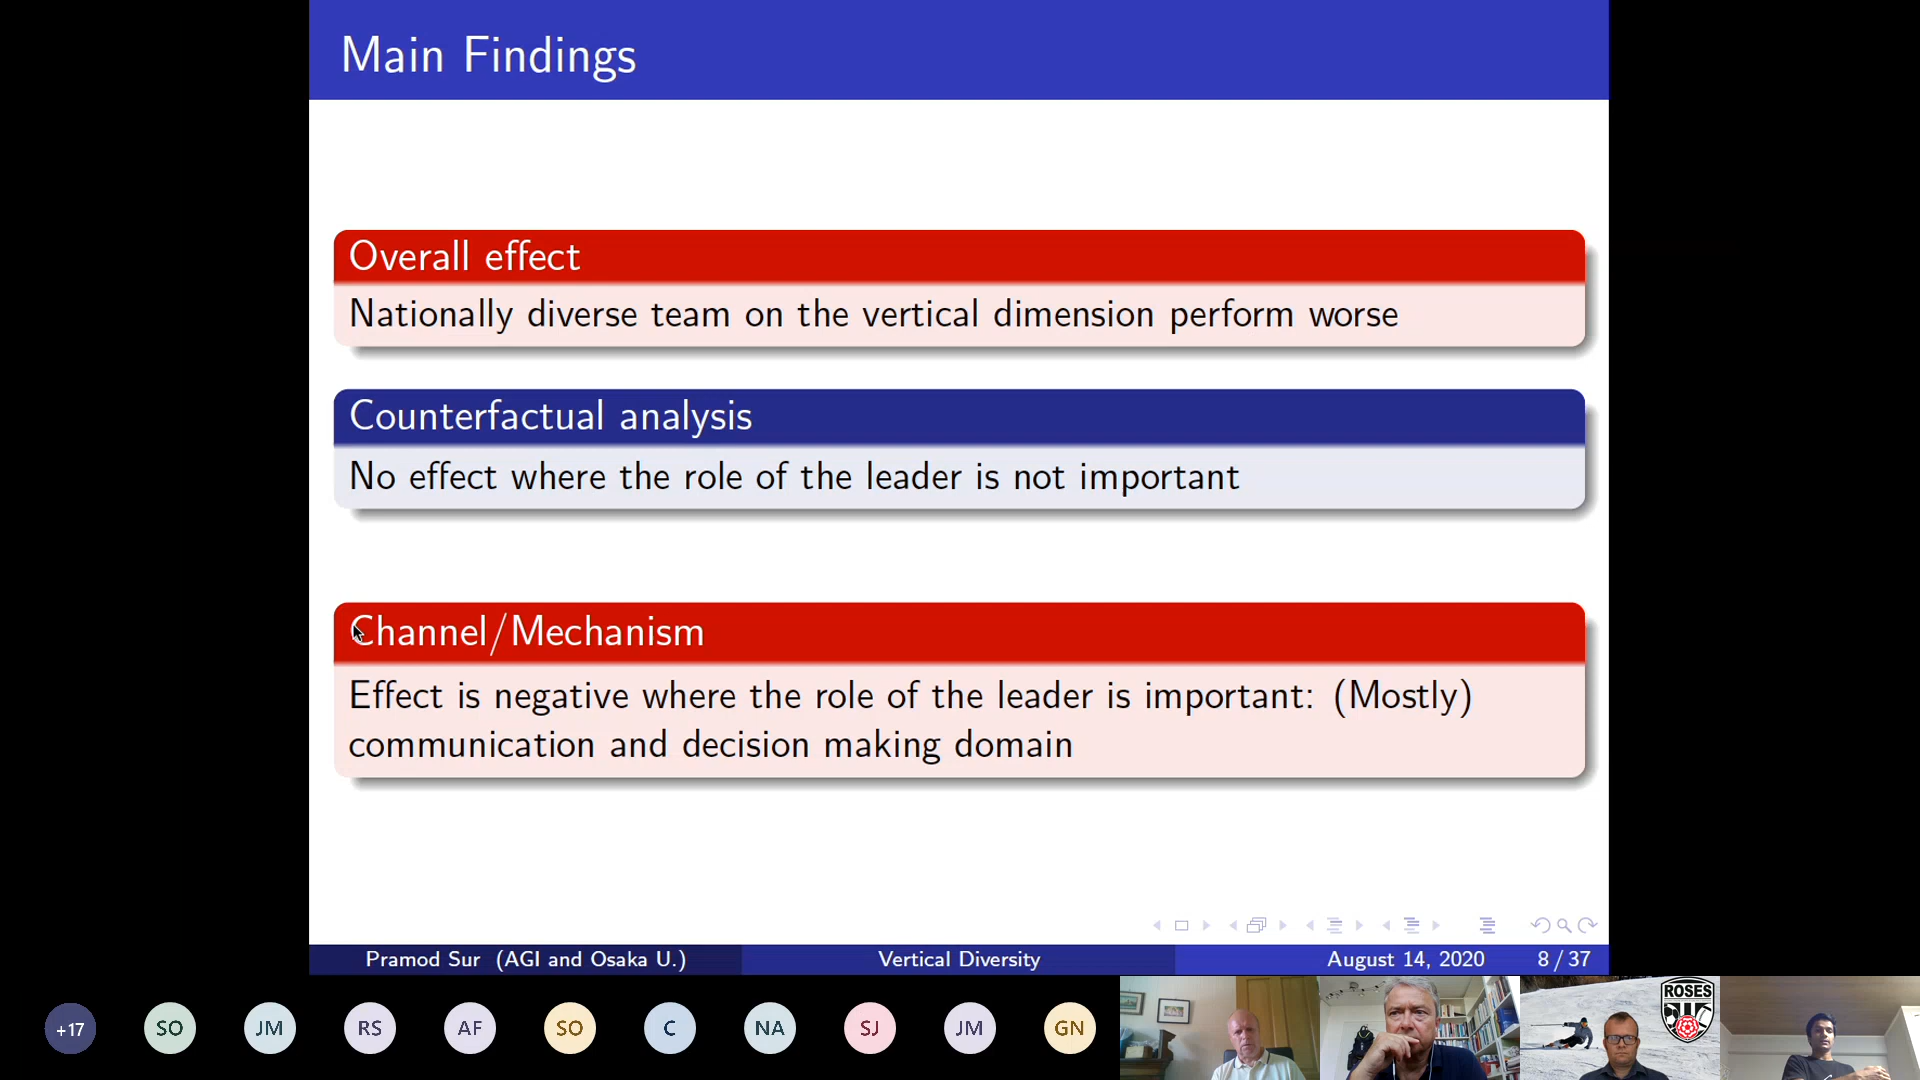 Main Findings
Overall effect
Nationally diverse team on the vertical dimension perform worse
Counterfactual analysis
No effect where the role of the leader is not important
Channel/Mechanism
Effect is negative where the role of the leader is important: (Mostly)
communication and decision making domain
Pramod Sur (AGI and Osaka U.) Vertical Diversity August 14, 2020 8 / 37
+17 SO JM RS AF SO C NA SJ JM GN
ROSES